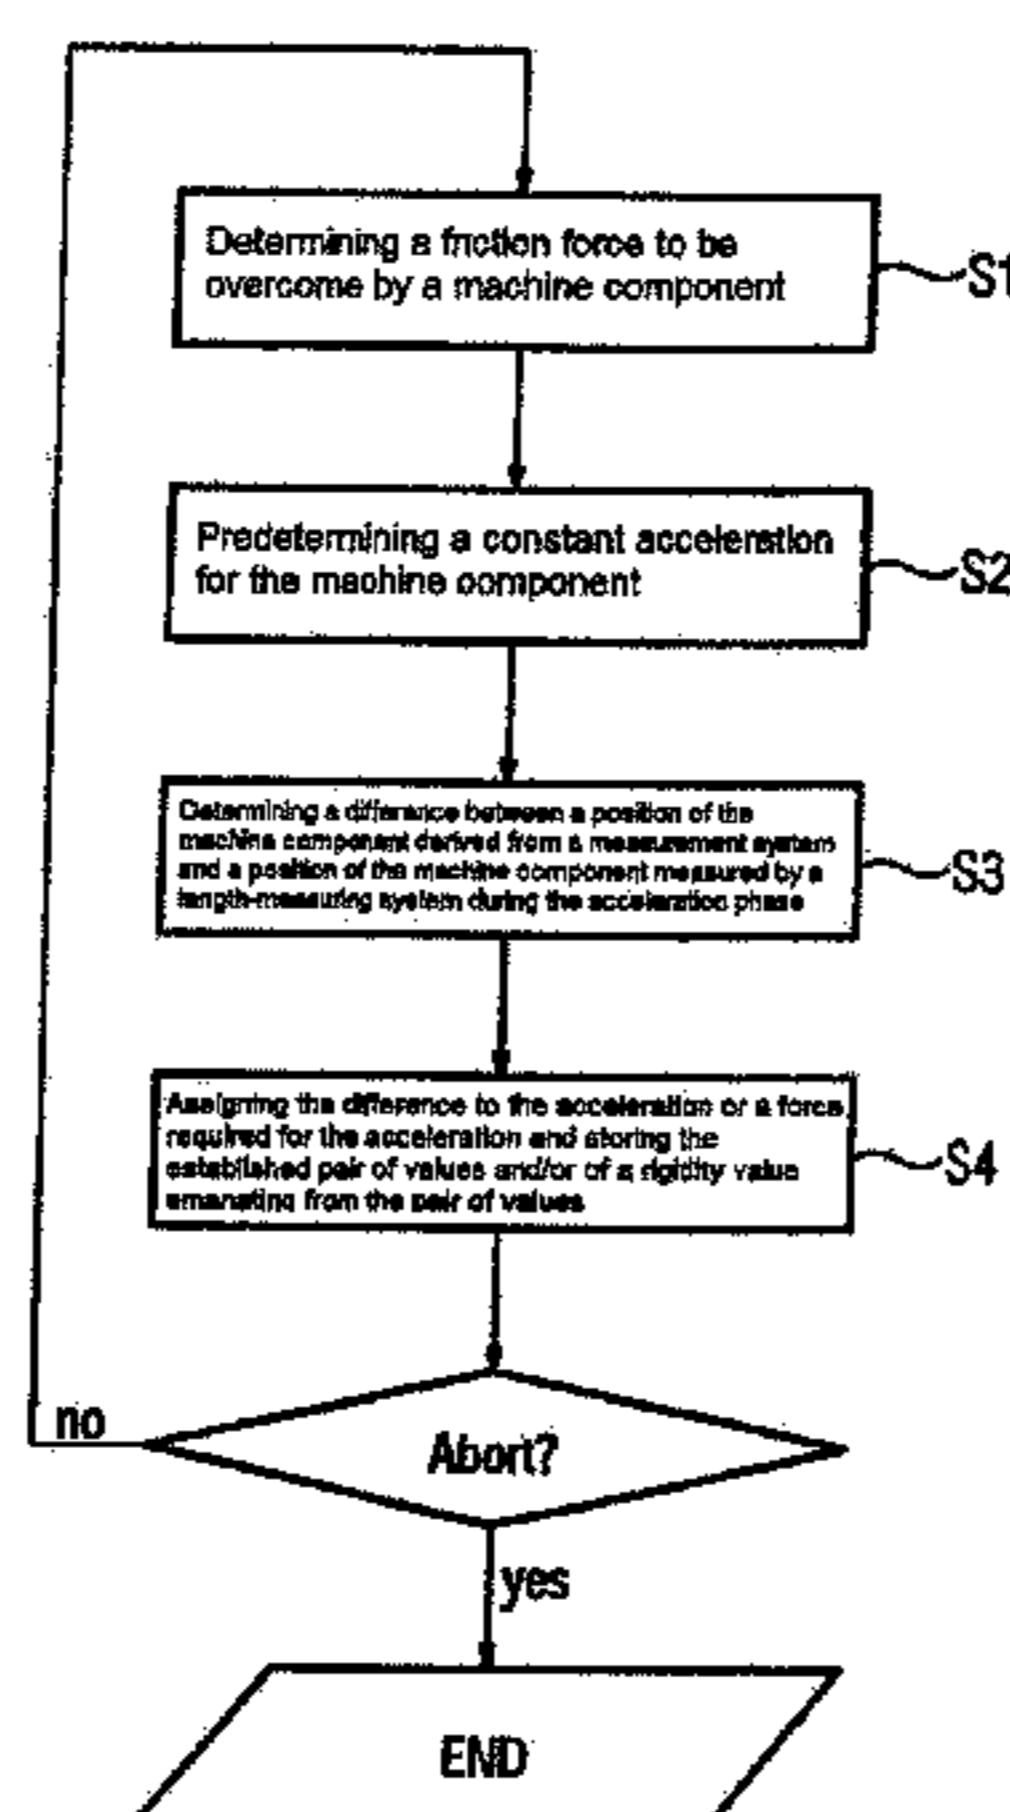 Determining a friction force to be
overcome by a machine component
S1
Predetermining a constant acceleration
for the machine component
S2
Determining a difference between a position of the
machine component derived from a measurement system
and a position of the machine component measured by a
length-measuring system during the acceleration phase
S3
Assigning the difference to the acceleration or a force
required for the acceleration and storing the
established pair of values and/or of a rigidity value
emanating from the pair of values
S4
no
Abort?
yes
END